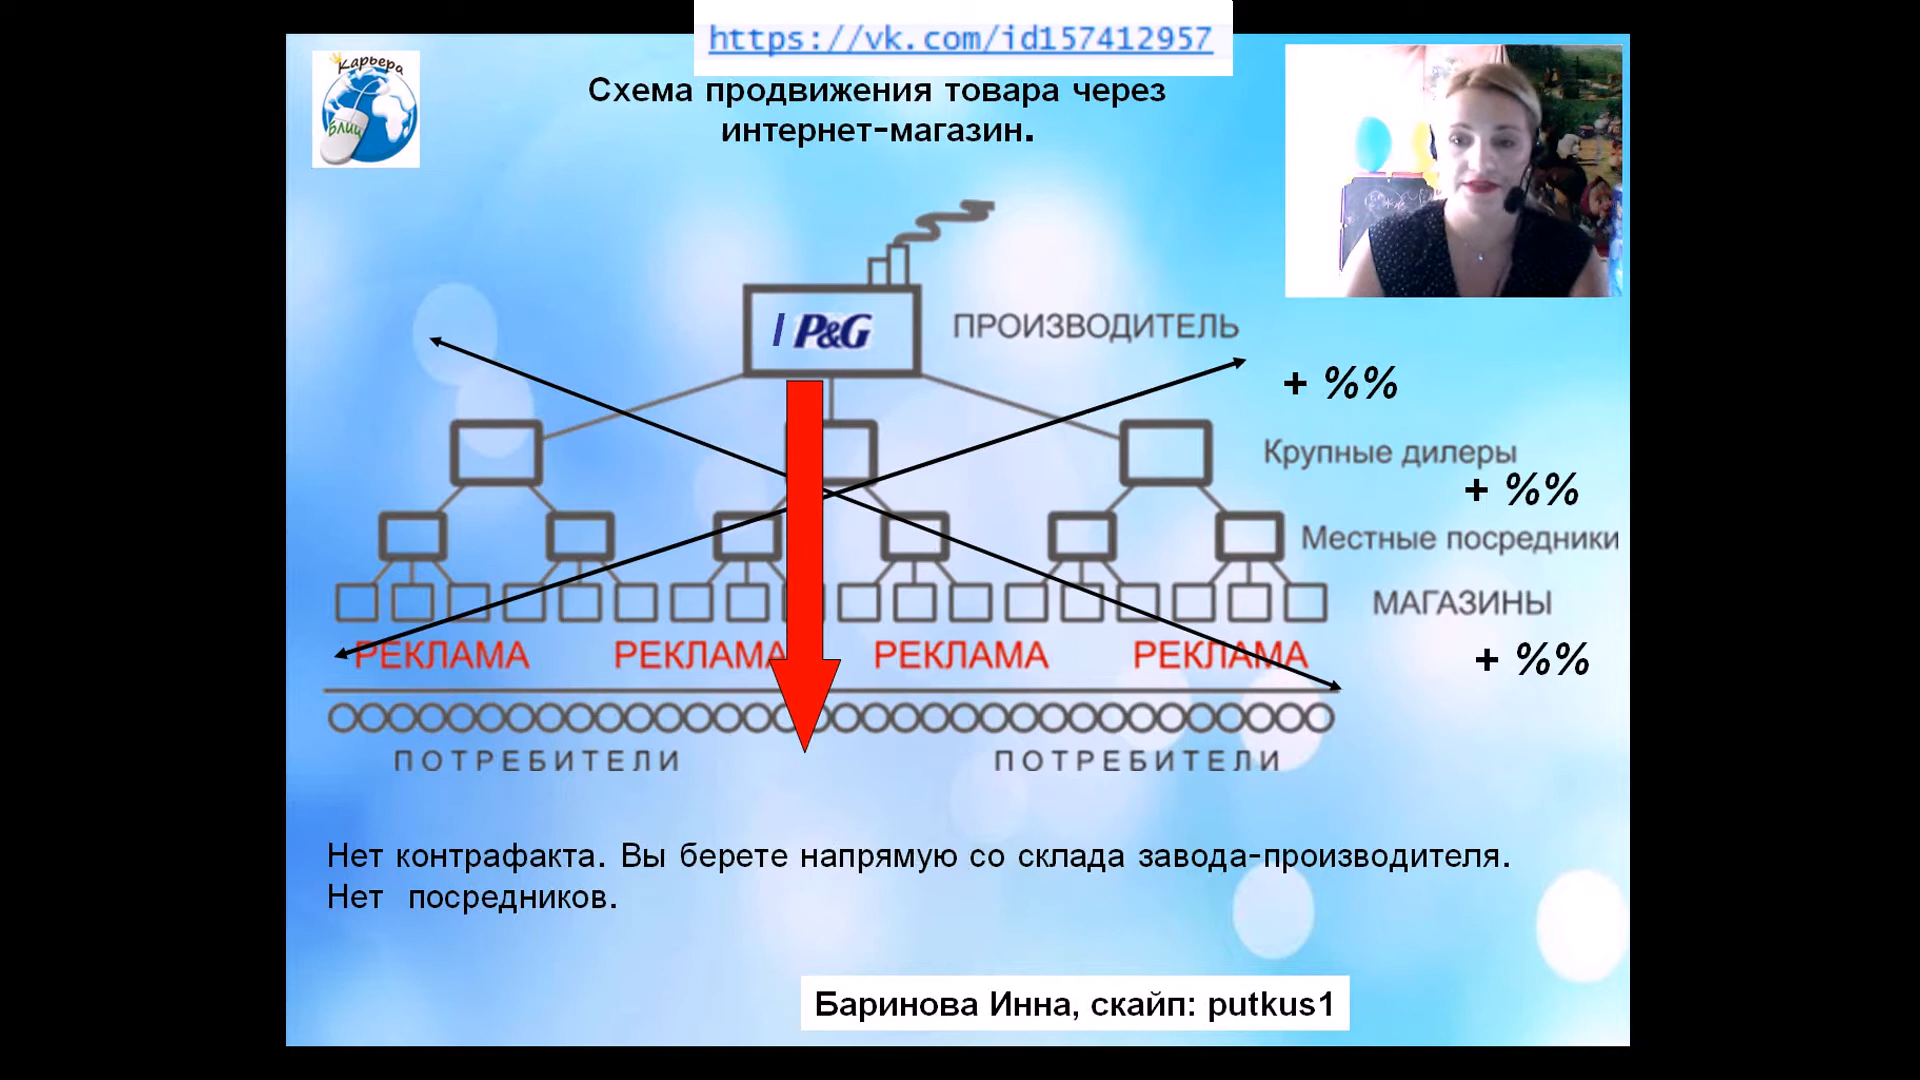 https://vk.com/id157412957
Карьера
блиц
Схема продвижения товара через
интернет-магазин.
/ P&G
ПРОИЗВОДИТЕЛЬ
+ %%
Крупные дилеры
+ %%
Местные посредники
МАГАЗИНЫ
РЕКЛАМА РЕКЛАМА РЕКЛАМА РЕКЛАМА
+ %%
ПОТРЕБИТЕЛИ ПОТРЕБИТЕЛИ
Нет контрафакта. Вы берете напрямую со склада завода-производителя.
Нет посредников.
Баринова Инна, скайп: putkus1